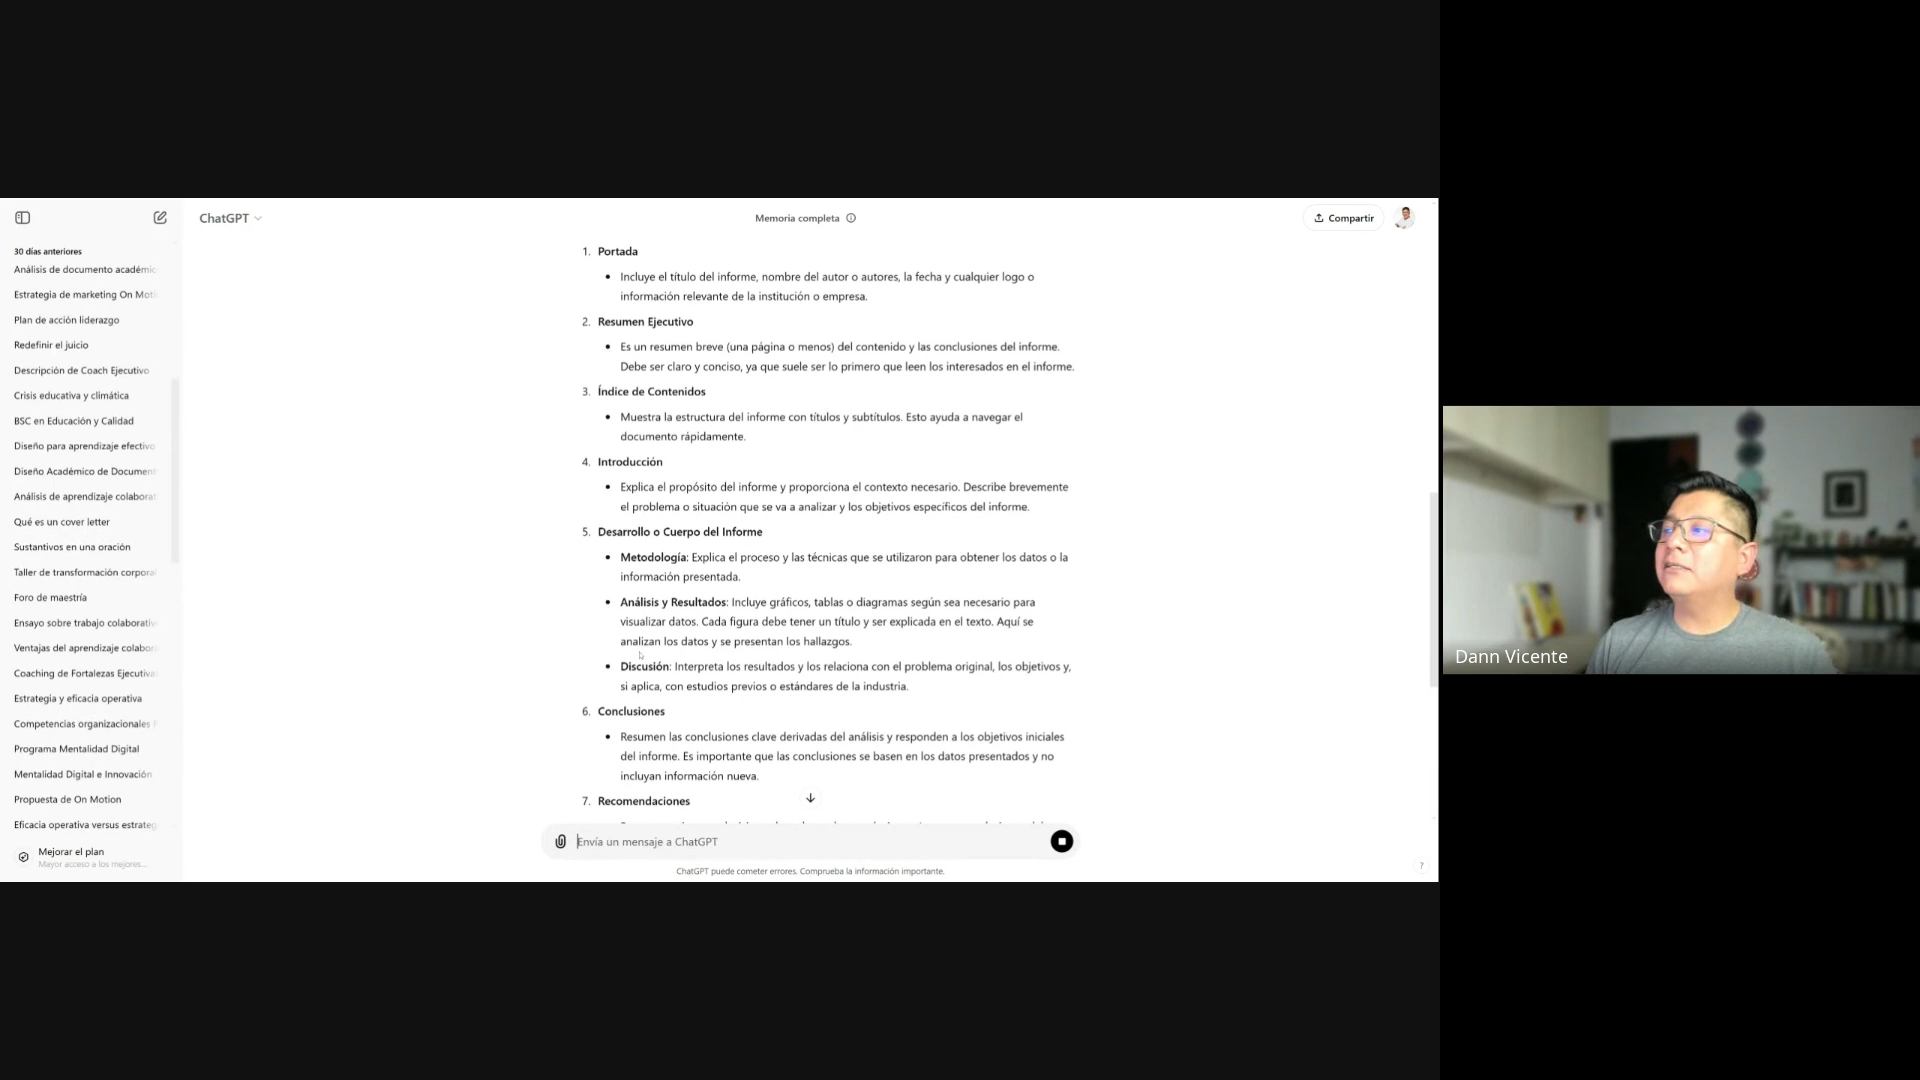 ChatGPT
Memoria completa
Compartir
30 días anteriores
Análisis de documento académic
Estrategia de marketing On Moti
Plan de acción liderazgo
Redefinir el juicio
Descripción de Coach Ejecutivo
Crisis educativa y climática
BSC en Educación y Calidad
Diseño para aprendizaje efectivo
Diseño Académico de Document
Análisis de aprendizaje colaborat
Qué es un cover letter
Sustantivos en una oración
Taller de transformación corporal
Foro de maestría
Ensayo sobre trabajo colaborativ
Ventajas del aprendizaje colabor
Coaching de Fortalezas Ejecutiva
Estrategia y eficacia operativa
Competencias organizacionales
Programa Mentalidad Digital
Mentalidad Digital e Innovación
Propuesta de On Motion
Eficacia operativa versus estrateg
Mejorar el plan
Mayor acceso a los mejores...
1. Portada
• Incluye el título del informe, nombre del autor o autores, la fecha y cualquier logo o
información relevante de la institución o empresa.
2. Resumen Ejecutivo
• Es un resumen breve (una página o menos) del contenido y las conclusiones del informe.
Debe ser claro y conciso, ya que suele ser lo primero que leen los interesados en el informe.
3. Índice de Contenidos
• Muestra la estructura del informe con títulos y subtítulos. Esto ayuda a navegar el
documento rápidamente.
4. Introducción
• Explica el propósito del informe y proporciona el contexto necesario. Describe brevemente
el problema o situación que se va a analizar y los objetivos específicos del informe.
5. Desarrollo o Cuerpo del Informe
• Metodología: Explica el proceso y las técnicas que se utilizaron para obtener los datos o la
información presentada.
• Análisis y Resultados: Incluye gráficos, tablas o diagramas según sea necesario para
visualizar datos. Cada figura debe tener un título y ser explicada en el texto. Aquí se
analizan los datos y se presentan los hallazgos.
• Discusión: Interpreta los resultados y los relaciona con el problema original, los objetivos y,
si aplica, con estudios previos o estándares de la industria.
6. Conclusiones
• Resumen las conclusiones clave derivadas del análisis y responden a los objetivos iniciales
del informe. Es importante que las conclusiones se basen en los datos presentados y no
incluyan información nueva.
7. Recomendaciones
Envía un mensaje a ChatGPT
ChatGPT puede cometer errores. Comprueba la información importante.
?
Dann Vicente